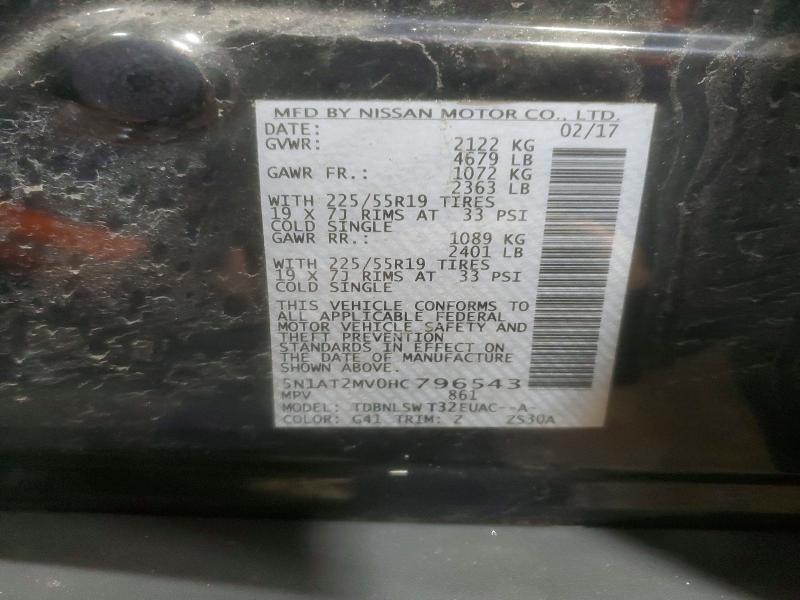 MFD BY NISSAN MOTOR CO., LTD.
DATE: 02/17
GVWR: 2122 KG
4679 LB
GAWR FR.: 1072 KG
2363 LB
WITH 225/55R19 TIRES
19 X 7J RIMS AT 33 PSI
COLD SINGLE
GAWR RR.: 1089 KG
2401 LB
WITH 225/55R19 TIRES
19 X 7J RIMS AT 33 PSI
COLD SINGLE
THIS VEHICLE CONFORMS TO
ALL APPLICABLE FEDERAL
MOTOR VEHICLE SAFETY AND
THEFT PREVENTION
STANDARDS IN EFFECT ON
THE DATE OF MANUFACTURE
SHOWN ABOVE.
5N1AT2MV0HC796543
MPV 861
MODEL: TDBNLSW T32EUAC--A-
COLOR: G41 TRIM: Z ZS30A